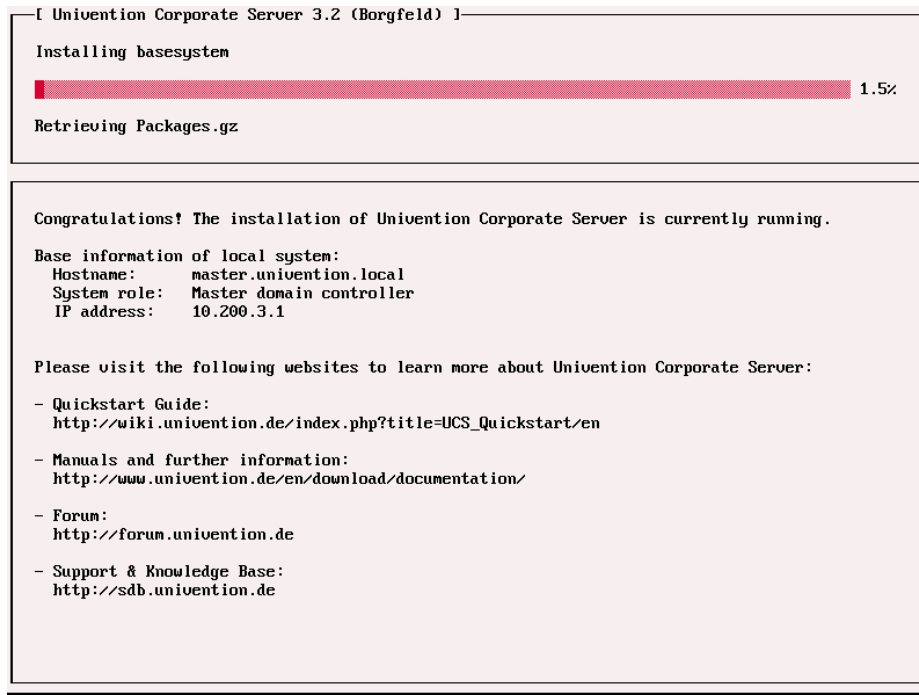 [ Univention Corporate Server 3.2 (Borgfeld) ]
Installing basesystem
1.5%
Retrieving Packages.gz
Congratulations! The installation of Univention Corporate Server is currently running.
Base information of local system:
Hostname: master.univention.local
System role: Master domain controller
IP address: 10.200.3.1
Please visit the following websites to learn more about Univention Corporate Server:
- Quickstart Guide:
http://wiki.univention.de/index.php?title=UCS_Quickstart/en
- Manuals and further information:
http://www.univention.de/en/download/documentation/
- Forum:
http://forum.univention.de
- Support & Knowledge Base:
http://sdb.univention.de